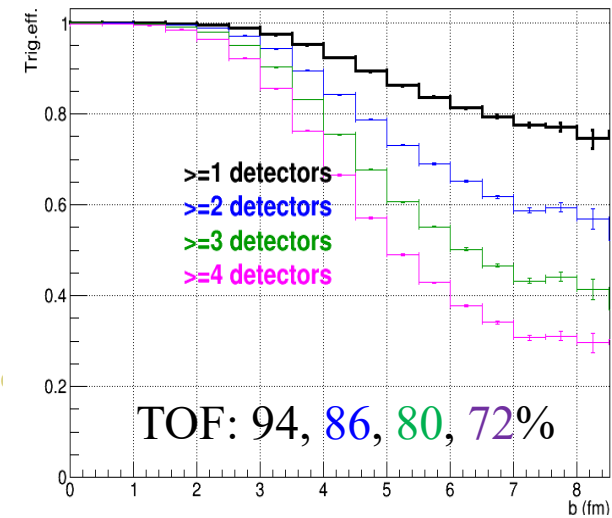 Trig.eff.
1
0.8
>=1 detectors
>=2 detectors
0.6
>=3 detectors
>=4 detectors
0.4
0.2
TOF: 94, 86, 80, 72%
0
0 1 2 3 4 5 6 7 8
b (fm)